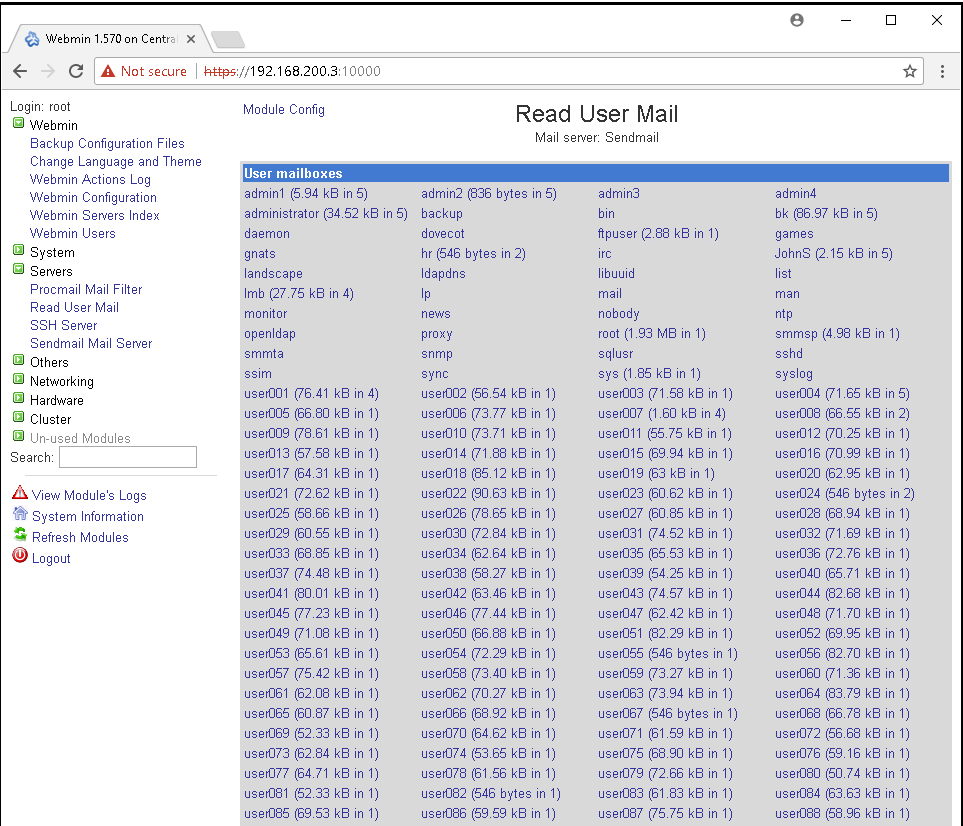 Webmin 1.570 on Centra
Not secure | https://192.168.200.3:10000
Login: root
Webmin
Backup Configuration Files
Change Language and Theme
Webmin Actions Log
Webmin Configuration
Webmin Servers Index
Webmin Users
System
Servers
Procmail Mail Filter
Read User Mail
SSH Server
Sendmail Mail Server
Others
Networking
Hardware
Cluster
Un-used Modules
Search:
View Module's Logs
System Information
Refresh Modules
Logout
Module Config
Read User Mail
Mail server: Sendmail
User mailboxes
admin1 (5.94 kB in 5) admin2 (836 bytes in 5) admin3 admin4
administrator (34.52 kB in 5) backup bin bk (86.97 kB in 5)
daemon dovecot ftpuser (2.88 kB in 1) games
gnats hr (546 bytes in 2) irc JohnS (2.15 kB in 5)
landscape ldapdns libuuid list
lmb (27.75 kB in 4) lp mail man
monitor news nobody ntp
openldap proxy root (1.93 MB in 1) smmsp (4.98 kB in 1)
smmta snmp sqlusr sshd
ssim sync sys (1.85 kB in 1) syslog
user001 (76.41 kB in 4) user002 (56.54 kB in 1) user003 (71.58 kB in 1) user004 (71.65 kB in 5)
user005 (66.80 kB in 1) user006 (73.77 kB in 1) user007 (1.60 kB in 4) user008 (66.55 kB in 2)
user009 (78.61 kB in 1) user010 (73.71 kB in 1) user011 (55.75 kB in 1) user012 (70.25 kB in 1)
user013 (57.58 kB in 1) user014 (71.88 kB in 1) user015 (69.94 kB in 1) user016 (70.99 kB in 1)
user017 (64.31 kB in 1) user018 (85.12 kB in 1) user019 (63 kB in 1) user020 (62.95 kB in 1)
user021 (72.62 kB in 1) user022 (90.63 kB in 1) user023 (60.62 kB in 1) user024 (546 bytes in 2)
user025 (58.66 kB in 1) user026 (78.65 kB in 1) user027 (60.85 kB in 1) user028 (68.94 kB in 1)
user029 (60.55 kB in 1) user030 (72.84 kB in 1) user031 (74.52 kB in 1) user032 (71.69 kB in 1)
user033 (68.85 kB in 1) user034 (62.64 kB in 1) user035 (65.53 kB in 1) user036 (72.76 kB in 1)
user037 (74.48 kB in 1) user038 (58.27 kB in 1) user039 (54.25 kB in 1) user040 (65.71 kB in 1)
user041 (80.01 kB in 1) user042 (63.46 kB in 1) user043 (74.57 kB in 1) user044 (82.68 kB in 1)
user045 (77.23 kB in 1) user046 (77.44 kB in 1) user047 (62.42 kB in 1) user048 (71.70 kB in 1)
user049 (71.08 kB in 1) user050 (66.88 kB in 1) user051 (82.29 kB in 1) user052 (69.95 kB in 1)
user053 (65.61 kB in 1) user054 (72.29 kB in 1) user055 (546 bytes in 1) user056 (82.70 kB in 1)
user057 (75.42 kB in 1) user058 (73.40 kB in 1) user059 (73.27 kB in 1) user060 (71.36 kB in 1)
user061 (62.08 kB in 1) user062 (70.27 kB in 1) user063 (73.94 kB in 1) user064 (83.79 kB in 1)
user065 (60.87 kB in 1) user066 (68.92 kB in 1) user067 (546 bytes in 1) user068 (66.78 kB in 1)
user069 (52.33 kB in 1) user070 (64.62 kB in 1) user071 (61.59 kB in 1) user072 (56.68 kB in 1)
user073 (62.84 kB in 1) user074 (53.65 kB in 1) user075 (68.90 kB in 1) user076 (59.16 kB in 1)
user077 (64.71 kB in 1) user078 (61.56 kB in 1) user079 (72.66 kB in 1) user080 (50.74 kB in 1)
user081 (52.33 kB in 1) user082 (546 bytes in 1) user083 (61.83 kB in 1) user084 (63.63 kB in 1)
user085 (69.53 kB in 1) user086 (59.59 kB in 1) user087 (75.75 kB in 1) user088 (58.96 kB in 1)